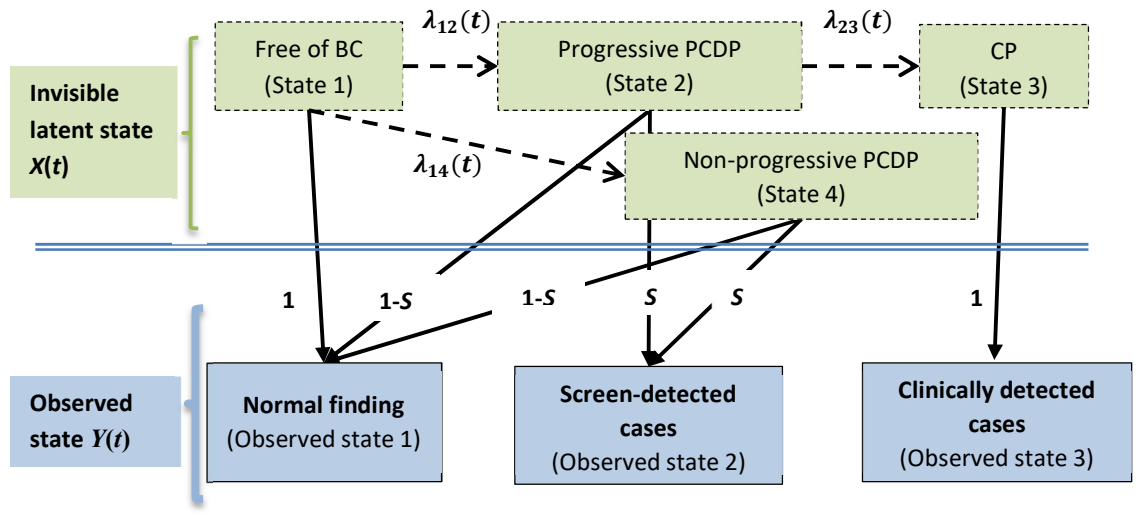 λ12(t)
λ23(t)
Free of BC
(State 1)
Progressive PCDP
(State 2)
CP
(State 3)
Invisible
latent state
X(t)
λ14(t)
Non-progressive PCDP
(State 4)
1
1-S
1-S
S
S
1
Observed
state Y(t)
Normal finding
(Observed state 1)
Screen-detected
cases
(Observed state 2)
Clinically detected
cases
(Observed state 3)